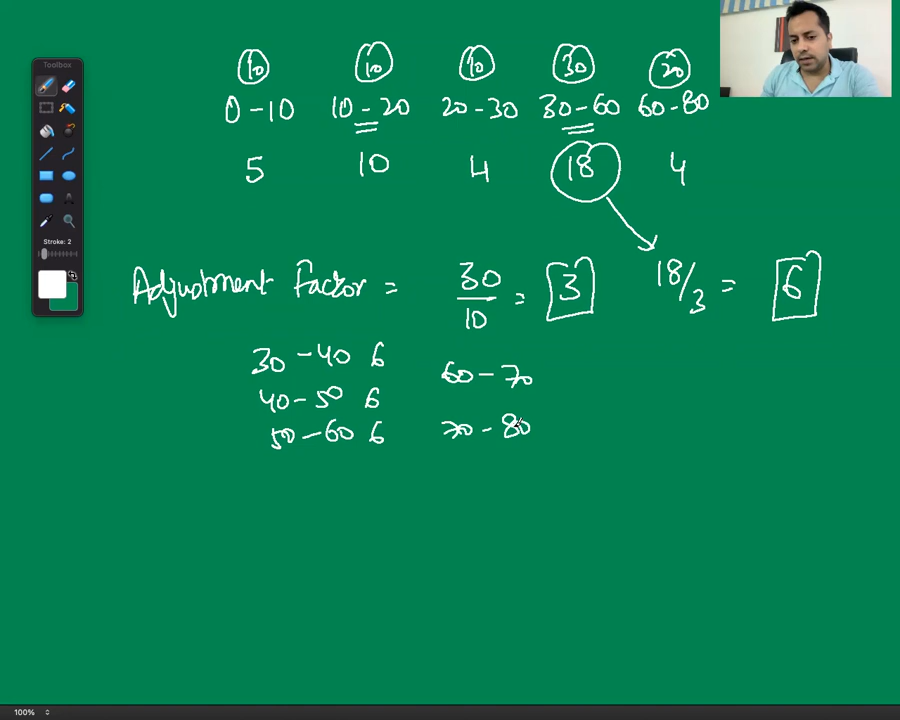 Toolbox
Stroke: 2
10 10 10 30 20
0-10 10-20 20-30 30-60 60-80
5 10 4 18 4
Adjustment Factor = 30/10 = 3 18/3 = 6
30-40 6 60-70
40-50 6
50-60 6 70-80
100%